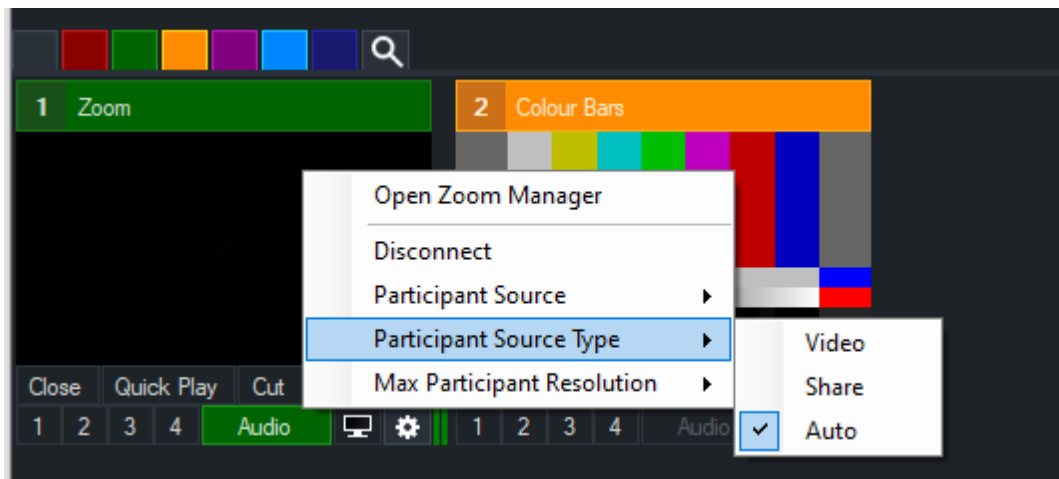 1 Zoom
2 Colour Bars
Open Zoom Manager
Disconnect
Participant Source
Participant Source Type
Max Participant Resolution
Video
Share
Auto
Close Quick Play Cut
1 2 3 4 Audio
1 2 3 4 Audio